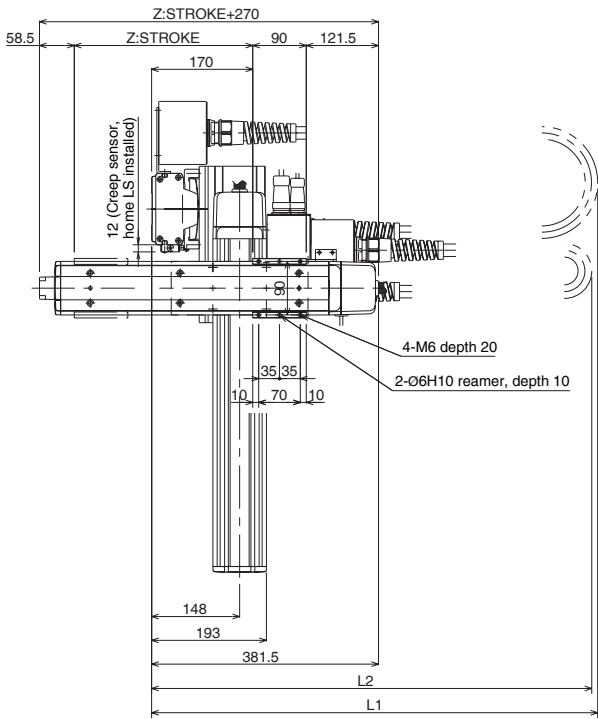 Z:STROKE+270
58.5
Z:STROKE
90
121.5
170
12 (Creep sensor,
home LS installed)
90
4-M6 depth 20
35
35
2-Ø6H10 reamer, depth 10
10
70
10
148
193
381.5
L2
L1